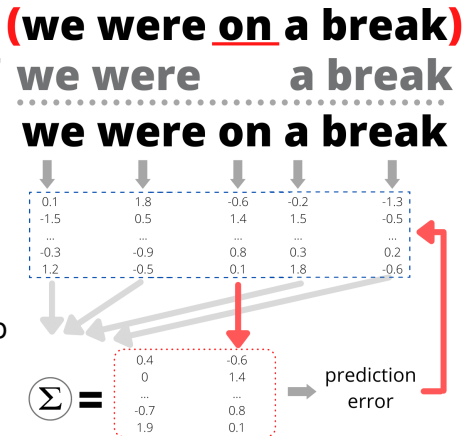 (we were on a break)
we were a break
we were on a break
0.1 1.8 -0.6 -0.2 -1.3
-1.5 0.5 1.4 1.5 -0.5
... ... ... ... ...
-0.3 -0.9 0.8 0.3 0.2
1.2 -0.5 0.1 1.8 -0.6
0.4 -0.6
0 1.4
... ...
-0.7 0.8
1.9 0.1
Σ =
prediction
error